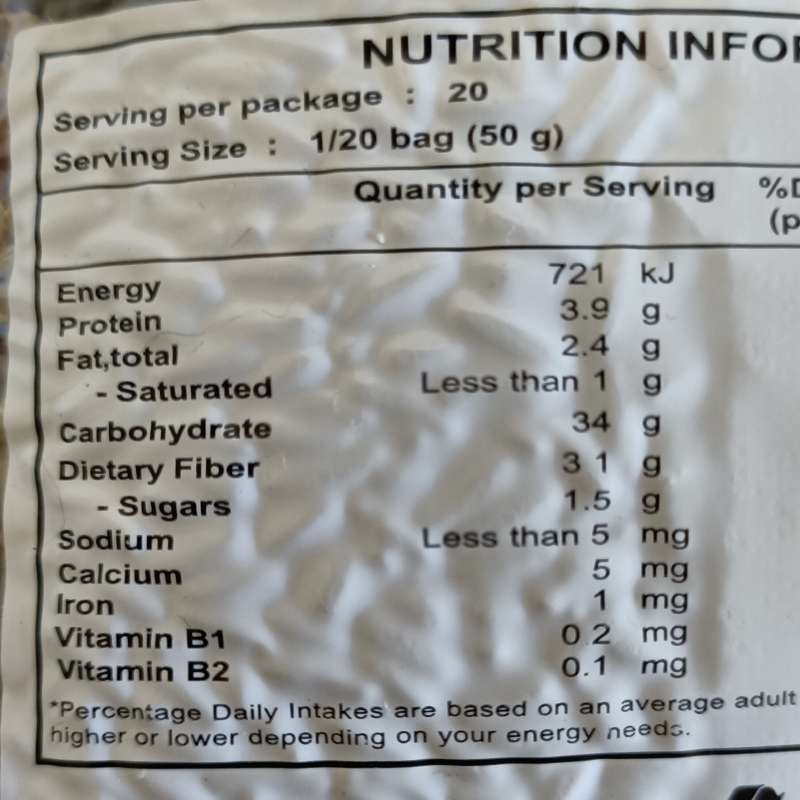 NUTRITION INFO
Serving per package : 20
Serving Size : 1/20 bag (50 g)
Quantity per Serving %D
(p
Energy 721 kJ
Protein 3.9 g
Fat,total 2.4 g
- Saturated Less than 1 g
Carbohydrate 34 g
Dietary Fiber 3 1 g
- Sugars 1.5 g
Sodium Less than 5 mg
Calcium 5 mg
Iron 1 mg
Vitamin B1 0 2 mg
Vitamin B2 0.1 mg
*Percentage Daily Intakes are based on an average adult
higher or lower depending on your energy needs.